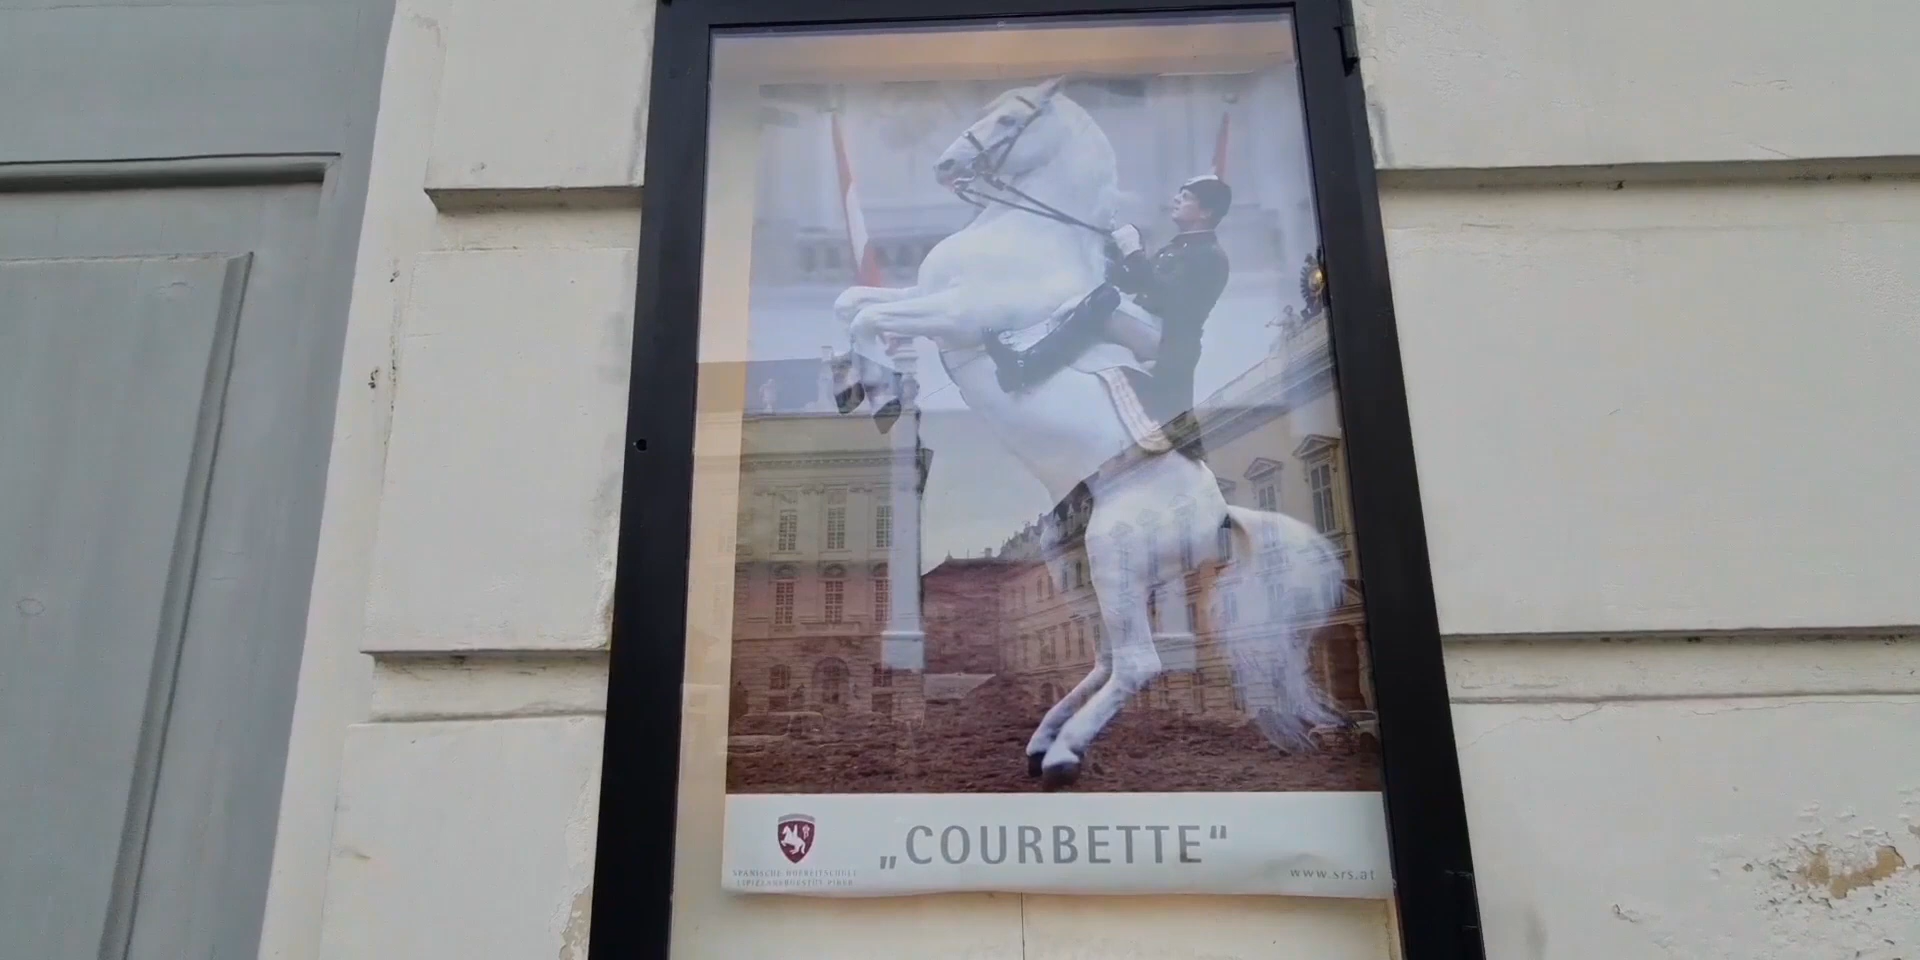 „COURBETTE“
SPANISCHE HOFREITSCHULE
LIPIZZANERGESTÜT PIBER
www.srs.at